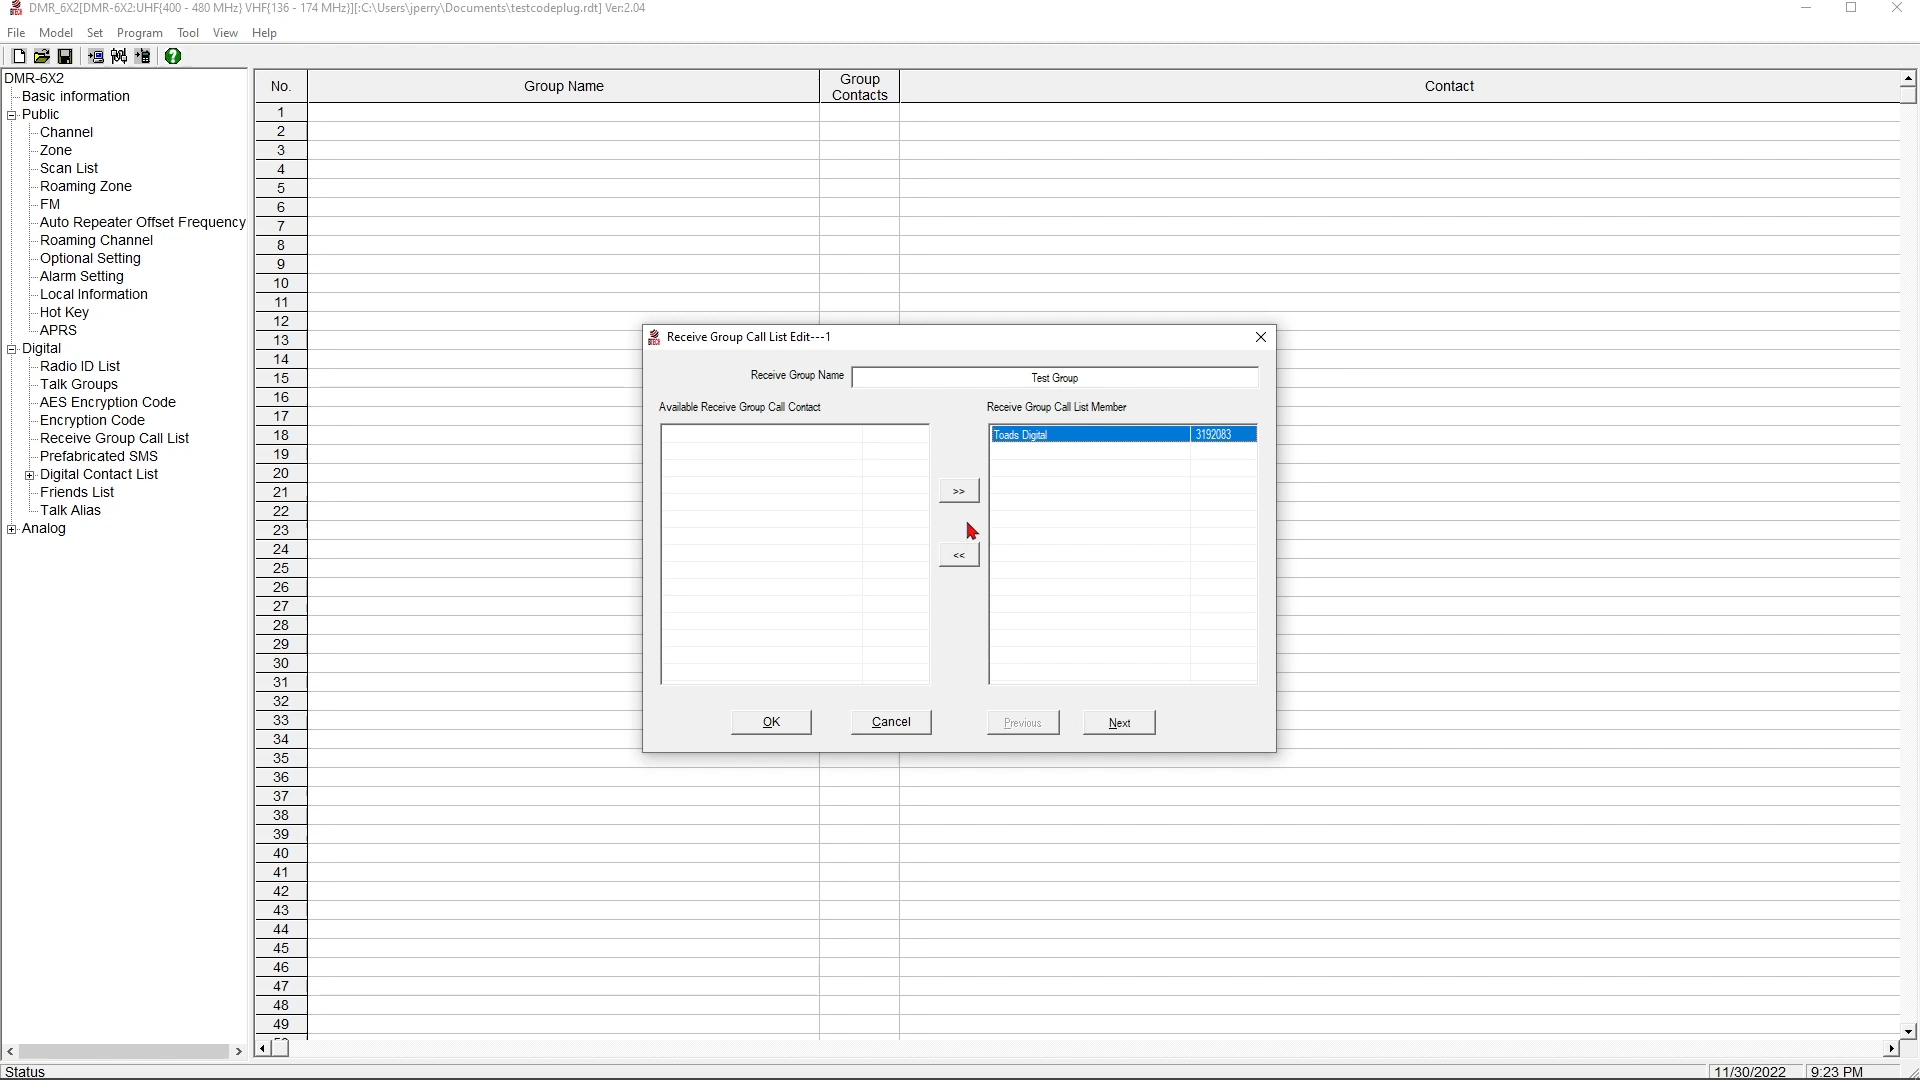 DMR_6X2[DMR-6X2:UHF{400 - 480 MHz} VHF{136 - 174 MHz}][:C:\Users\jperry\Documents\testcodeplug.rdt] Ver:2.04
File Model Set Program Tool View Help
DMR-6X2
Basic information
Public
Channel
Zone
Scan List
Roaming Zone
FM
Auto Repeater Offset Frequency
Roaming Channel
Optional Setting
Alarm Setting
Local Information
Hot Key
APRS
Digital
Radio ID List
Talk Groups
AES Encryption Code
Encryption Code
Receive Group Call List
Prefabricated SMS
Digital Contact List
Friends List
Talk Alias
Analog
No. Group Name Group Contacts Contact
1
2
3
4
5
6
7
8
9
10
11
12
13
14
15
16
17
18
19
20
21
22
23
24
25
26
27
28
29
30
31
32
33
34
35
36
37
38
39
40
41
42
43
44
45
46
47
48
49
BTECH Receive Group Call List Edit---1
Receive Group Name Test Group
Available Receive Group Call Contact Receive Group Call List Member
Toads Digital 3192083
>>
<<
OK Cancel Previous Next
Status 11/30/2022 9:23 PM